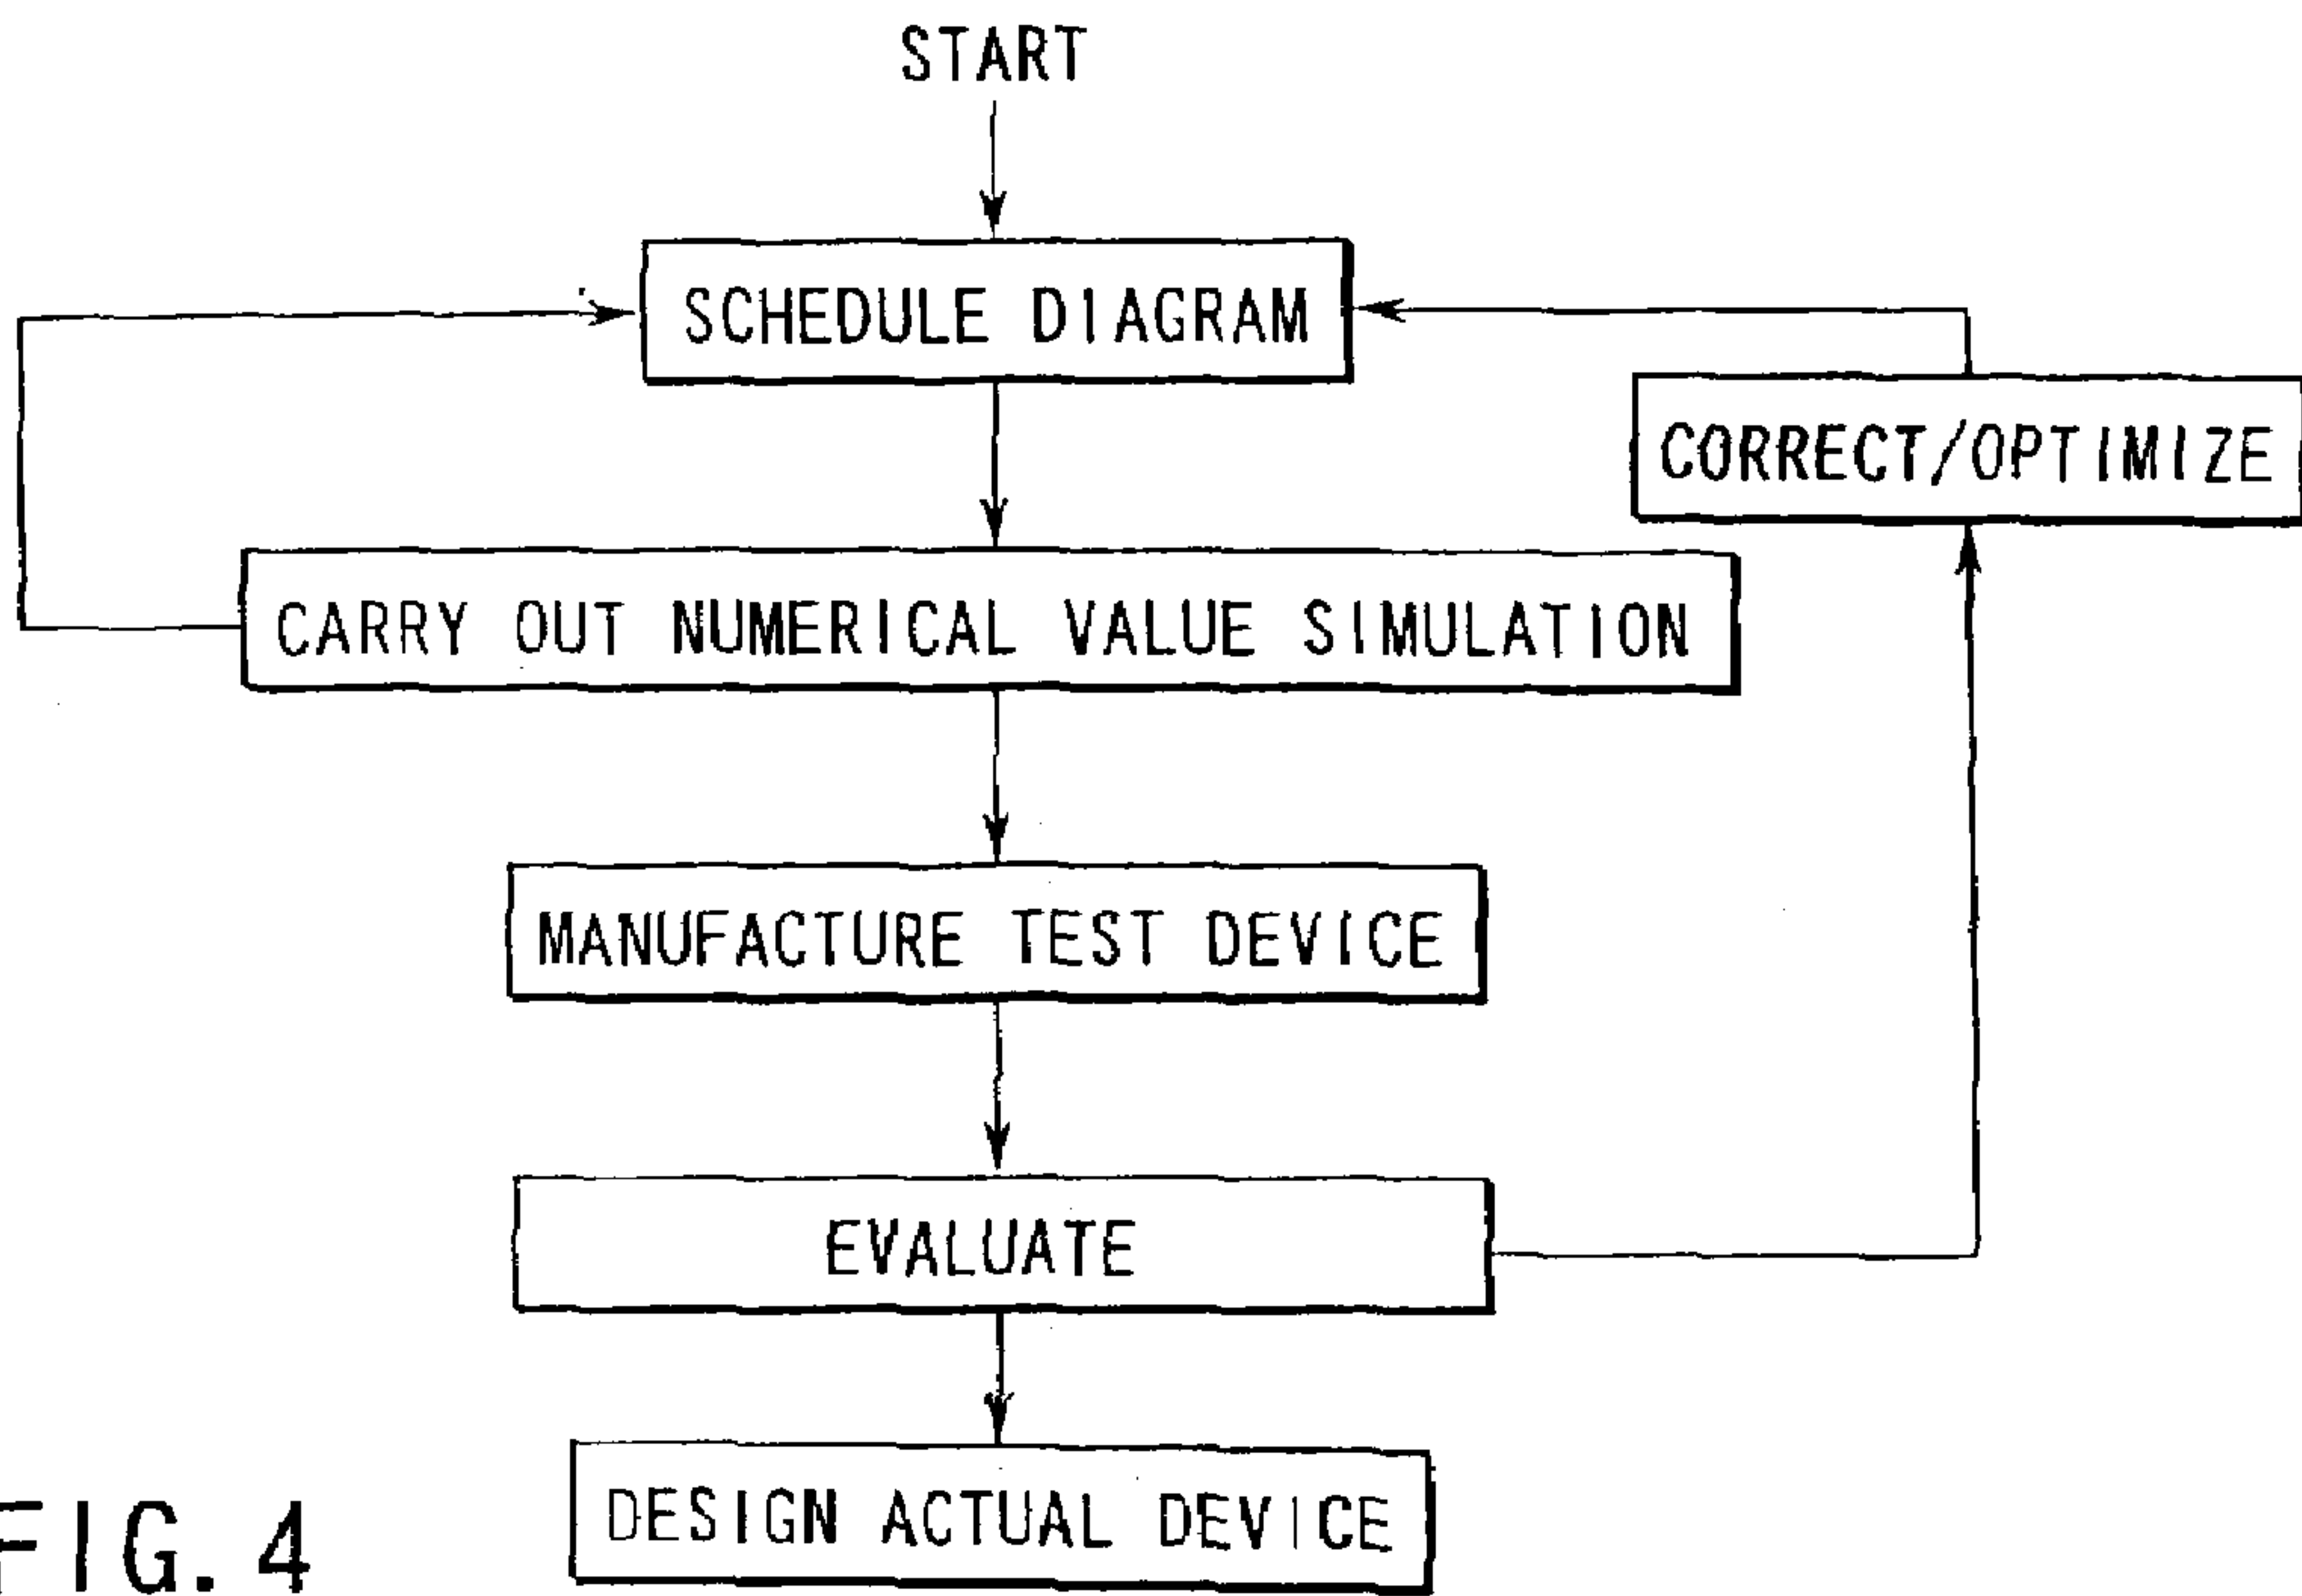 START
SCHEDULE DIAGRAM
CORRECT/OPTIMIZE
CARRY OUT NUMERICAL VALUE SIMULATION
MANUFACTURE TEST DEVICE
EVALUATE
DESIGN ACTUAL DEVICE
FIG. 4